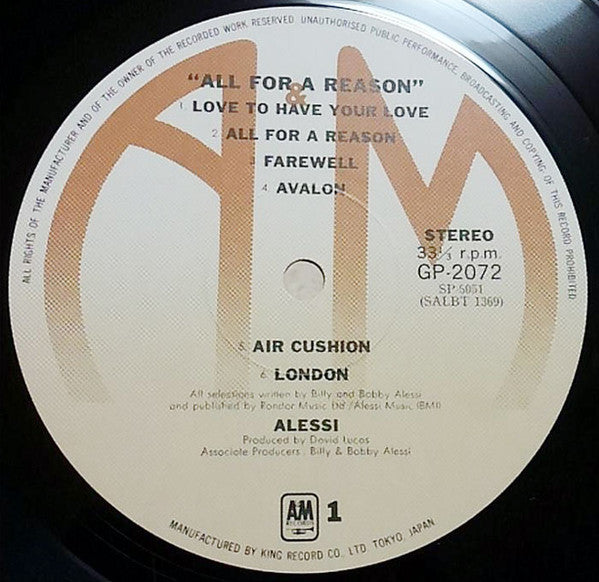 ALL RIGHTS OF THE MANUFACTURER AND OF THE OWNER OF THE RECORDED WORK RESERVED UNAUTHORISED PUBLIC PERFORMANCE, BROADCASTING AND COPYING OF THIS RECORD PROHIBITED
A&M
"ALL FOR A REASON"
1. LOVE TO HAVE YOUR LOVE
2. ALL FOR A REASON
3. FAREWELL
4. AVALON
STEREO
33 1/3 r.p.m.
GP-2072
SP-5051
(SALBT 1369)
5. AIR CUSHION
6. LONDON
All selections written by Billy and Bobby Alessi
and published by Rondor Music Ltd /Alessi Music (BMI)
ALESSI
Produced by David Lucas
Associate Producers : Billy & Bobby Alessi
A&M RECORDS 1
MANUFACTURED BY KING RECORD CO., LTD. TOKYO, JAPAN